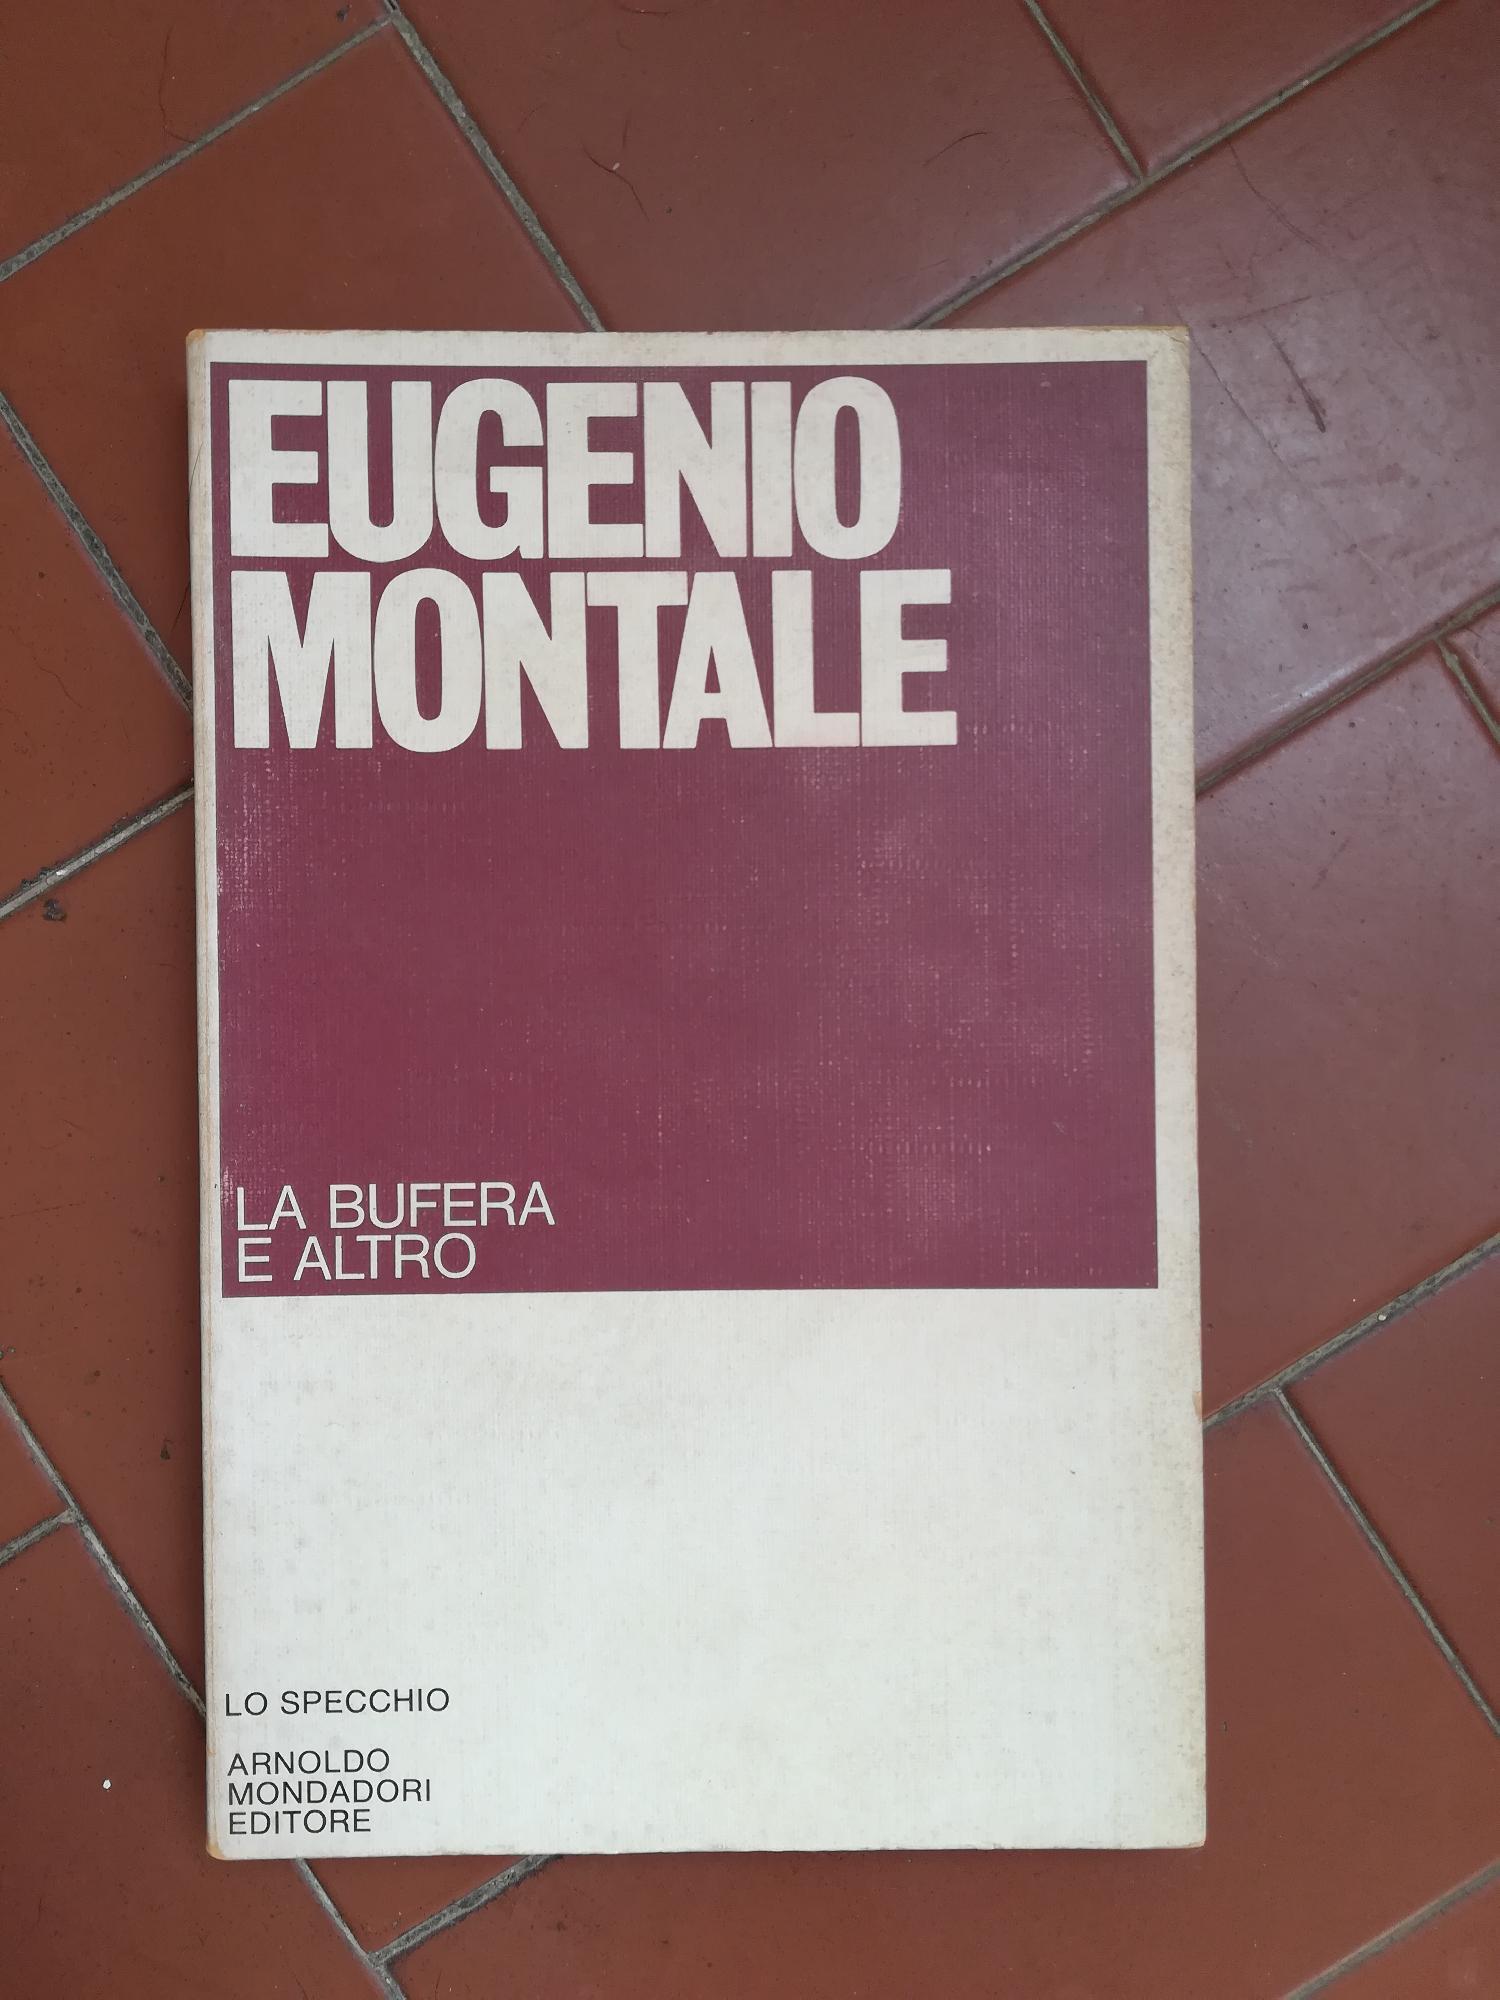 EUGENIO
MONTALE
LA BUFERA
E ALTRO
LO SPECCHIO
ARNOLDO
MONDADORI
EDITORE